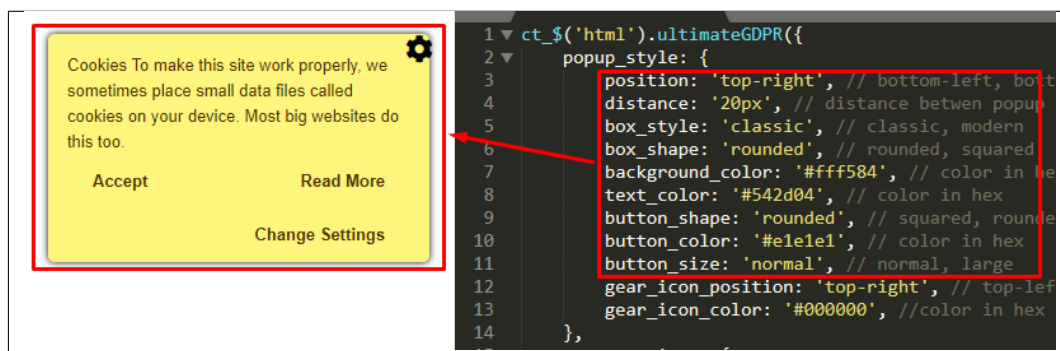 Cookies To make this site work properly, we
sometimes place small data files called
cookies on your device. Most big websites do
this too.
Accept Read More
Change Settings
1 ct_$('html').ultimateGDPR({
2 popup_style: {
3 position: 'top-right', // bottom-left, bott
4 distance: '20px', // distance betwen popup
5 box_style: 'classic', // classic, modern
6 box_shape: 'rounded', // rounded, squared
7 background_color: '#fff584', // color in he
8 text_color: '#542d04', // color in hex
9 button_shape: 'rounded', // squared, rounde
10 button_color: '#e1e1e1', // color in hex
11 button_size: 'normal', // normal, large
12 gear_icon_position: 'top-right', // top-lef
13 gear_icon_color: '#000000', //color in hex
14 },